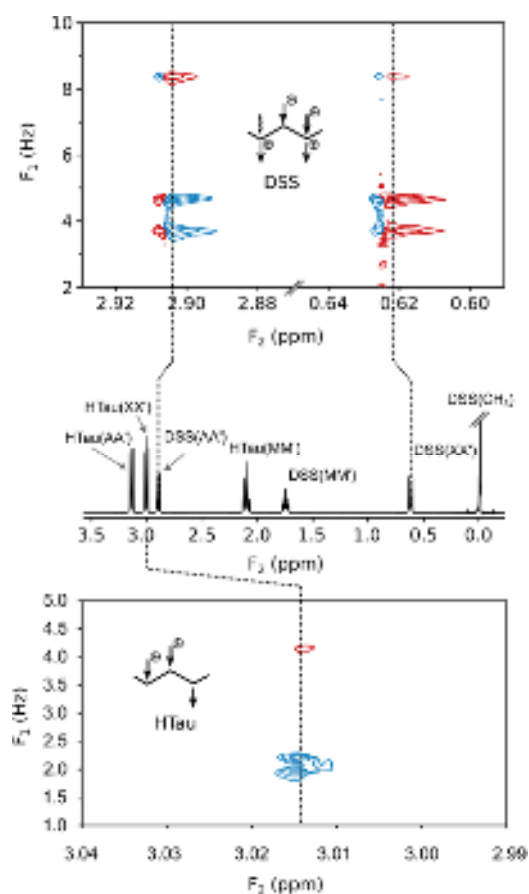 10
8
6
4
2
F₁ (Hz)
DSS
2.92 2.90 2.88 0.64 0.62 0.60
F₂ (ppm)
HTau(XX')
HTau(AA')
DSS(AA')
HTau(MM')
DSS(MM')
DSS(XX')
DSS(CH₃)
3.5 3.0 2.5 2.0 1.5 1.0 0.5 0.0
F₂ (ppm)
5.0
4.5
4.0
3.5
3.0
2.5
2.0
1.5
1.0
F₁ (Hz)
HTau
3.04 3.03 3.02 3.01 3.00 2.99
F₂ (ppm)